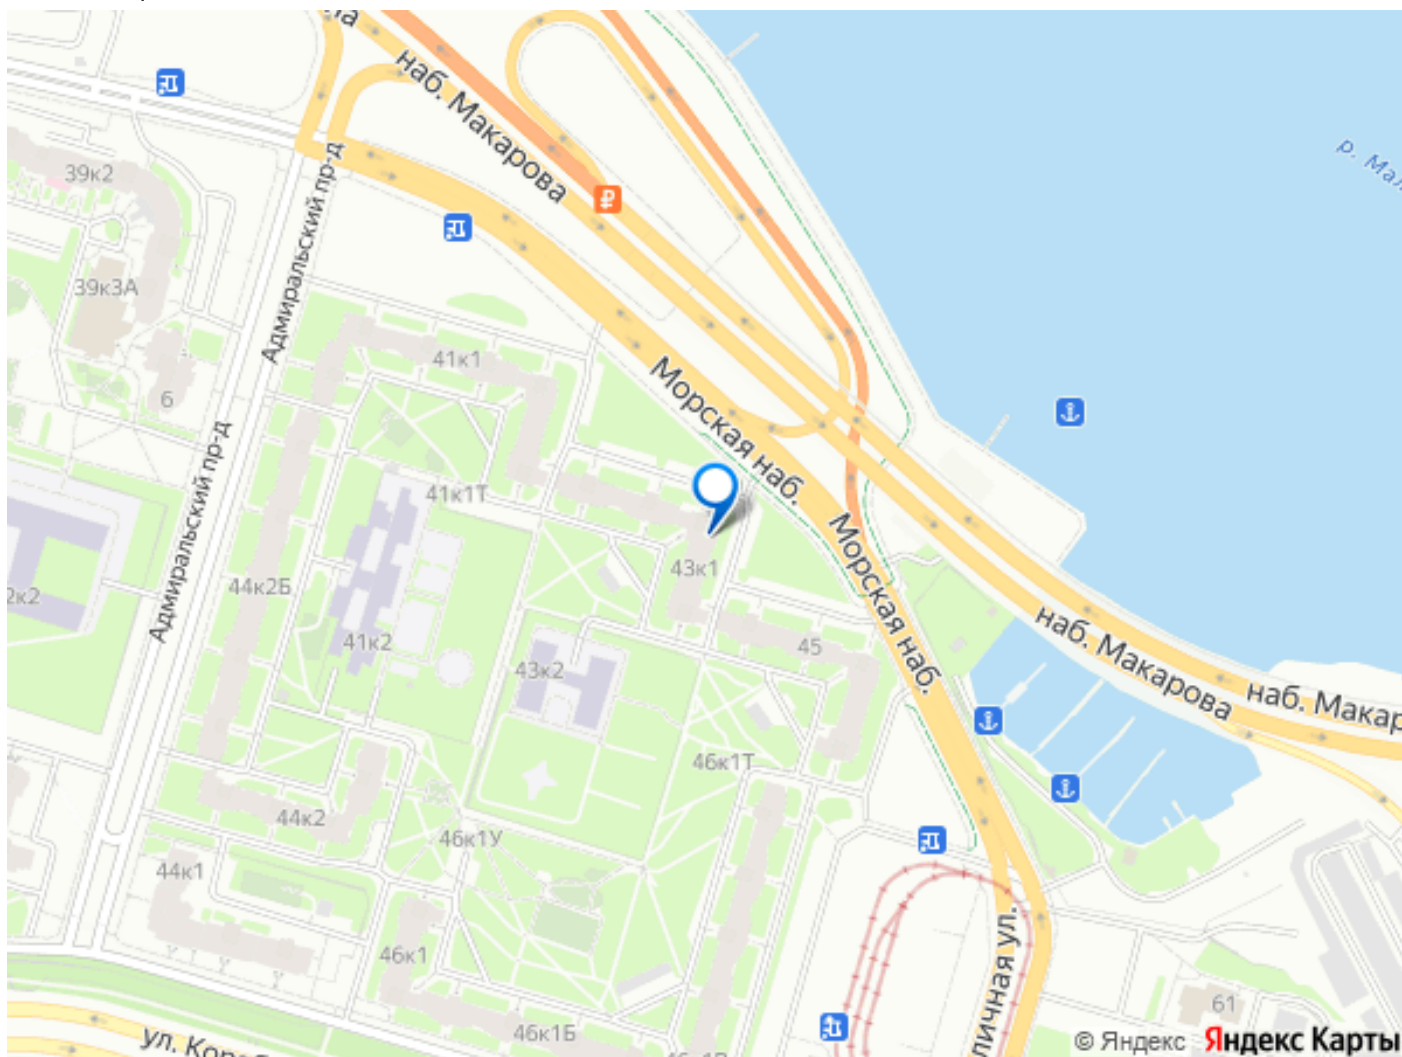 наб. Макарова
р. Мал
39к2
Адмиральский пр-д
39к3А
41к1
6
Морская наб.
Адмиральский пр-д
41к1Т
Морская наб.
43к1
44к2Б
2к2
наб. Макарова
41к2
45
43к2
наб. Макар
46к1Т
44к2
46к1У
44к1
личная ул.
46к1
61
46к1Б
ул. Кораб
© Яндекс Яндекс Карты